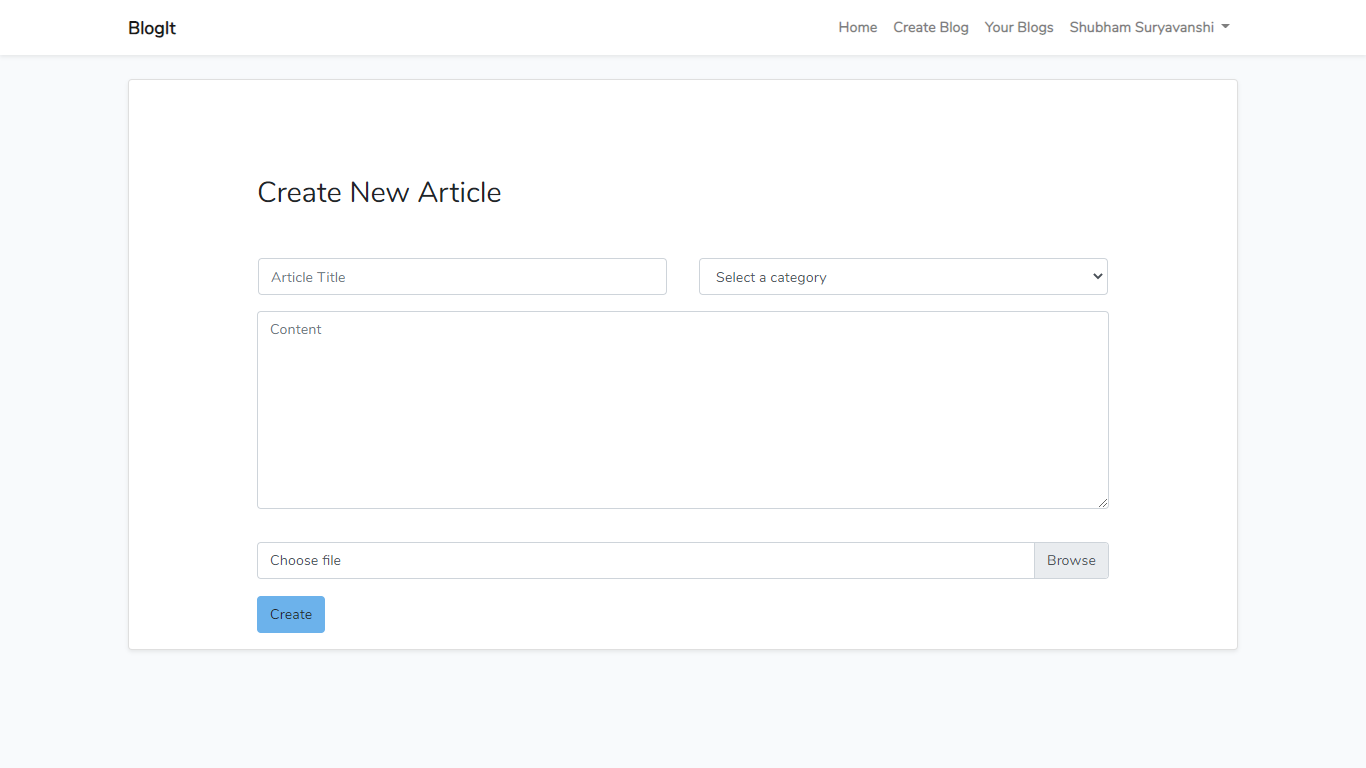 BlogIt Home Create Blog Your Blogs Shubham Suryavanshi
Create New Article
Article Title Select a category
Content
Choose file Browse
Create